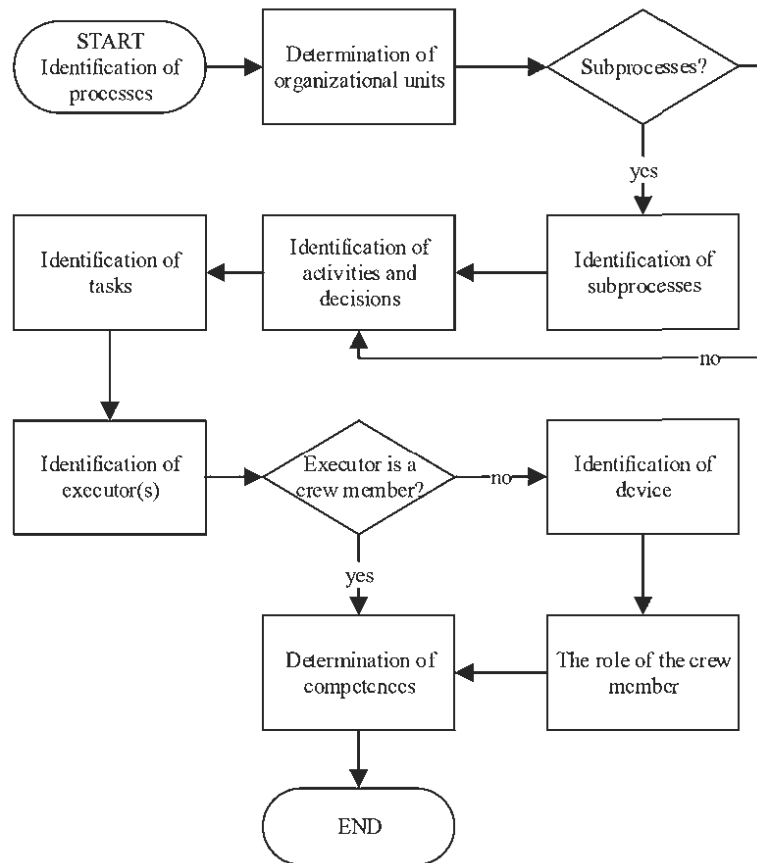 START
Identification of
processes
Determination of
organizational units
Subprocesses?
yes
Identification of
tasks
Identification of
activities and
decisions
Identification of
subprocesses
no
Identification of
executor(s)
Executor is a
crew member?
no
Identification of
device
yes
Determination of
competences
The role of the crew
member
END